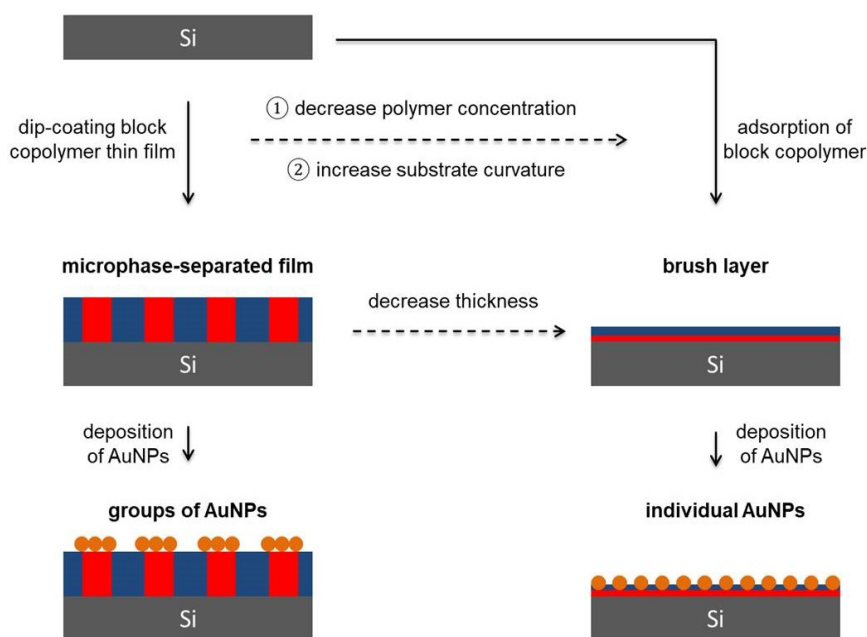 Si
① decrease polymer concentration
dip-coating block
copolymer thin film
adsorption of
block copolymer
② increase substrate curvature
microphase-separated film
brush layer
decrease thickness
Si
Si
deposition
of AuNPs
deposition
of AuNPs
groups of AuNPs
individual AuNPs
Si
Si